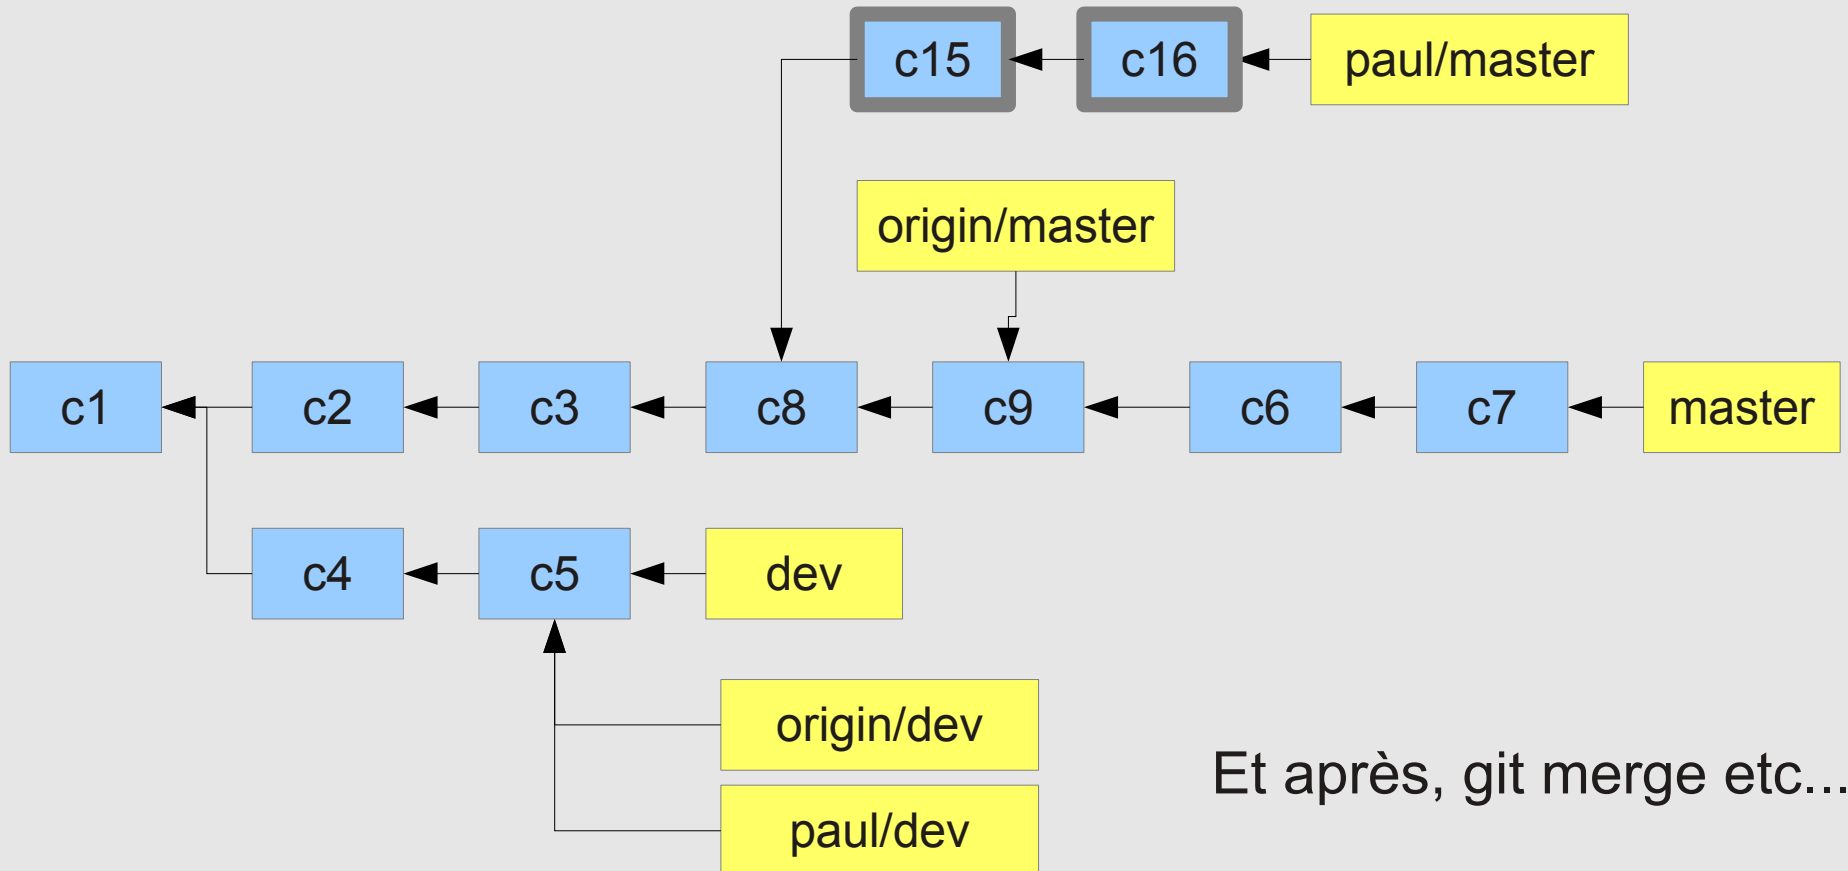 c15
c16
paul/master
origin/master
c1
c2
c3
c8
c9
c6
c7
master
c4
c5
dev
origin/dev
Et après, git merge etc...
paul/dev